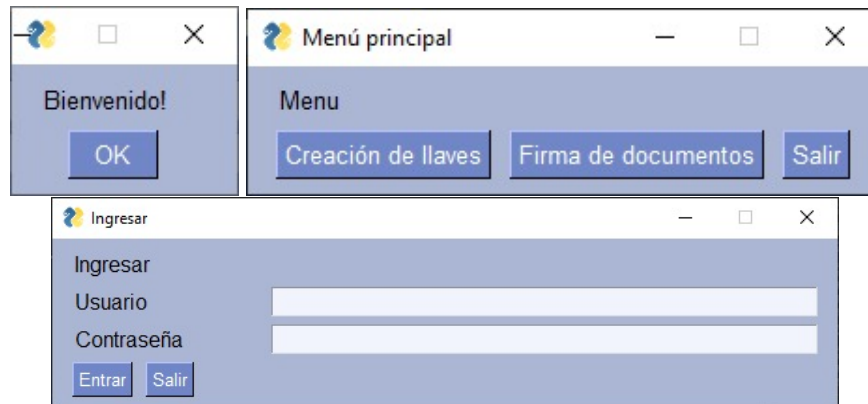 Bienvenido!
OK
Menú principal
Menu
Creación de llaves Firma de documentos Salir
Ingresar
Ingresar
Usuario
Contraseña
Entrar Salir